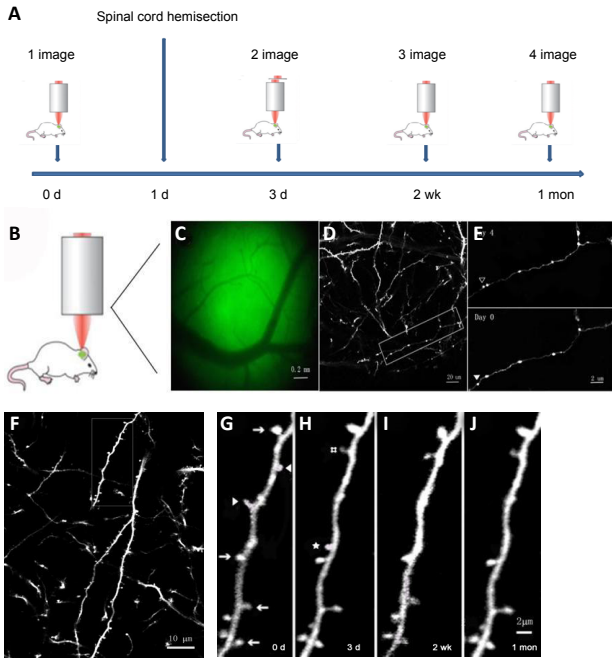 A
Spinal cord hemisection
1 image
2 image
3 image
4 image
0 d
1 d
3 d
2 wk
1 mon
B
C
0.2 mm
D
20 um
E
Day 0
2 um
F
10 μm
G
0 d
H
3 d
I
2 wk
J
2μm
1 mon